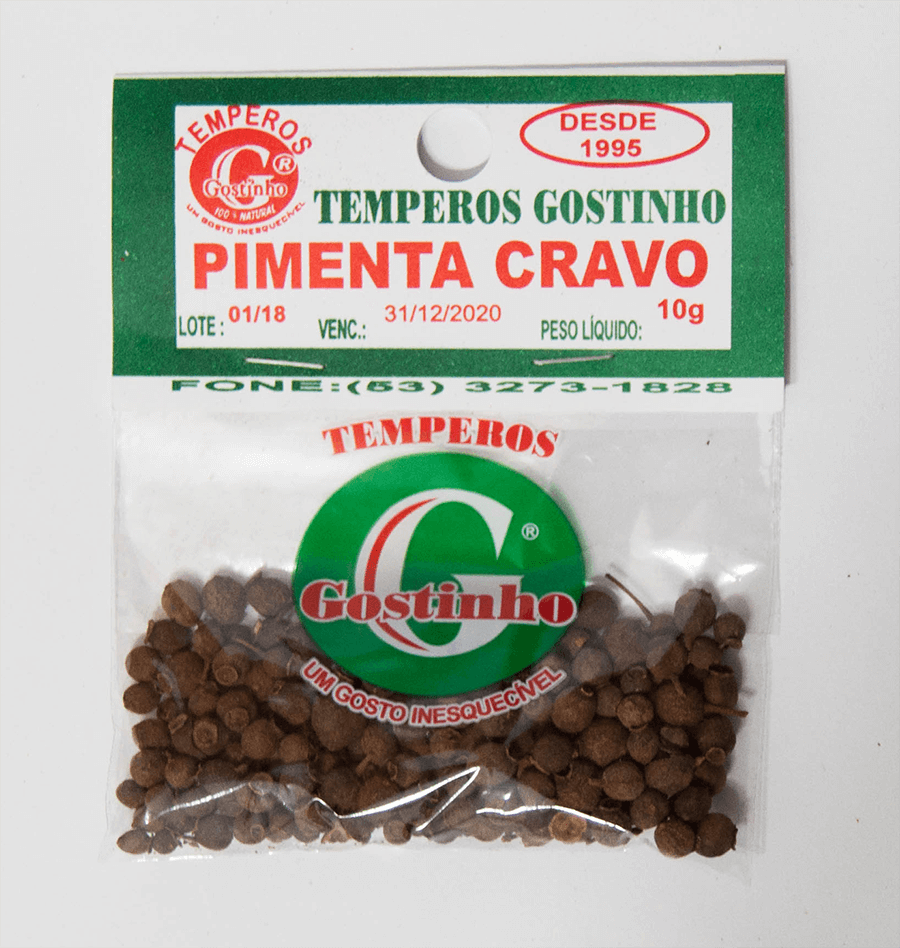 TEMPEROS
G®
Gostinho
100% NATURAL
UM GOSTO INESQUECÍVEL
DESDE
1995
TEMPEROS GOSTINHO
PIMENTA CRAVO
LOTE: 01/18 VENC.: 31/12/2020 PESO LÍQUIDO: 10g
FONE:(53) 3273-1828
TEMPEROS
G®
Gostinho
UM GOSTO INESQUECÍVEL